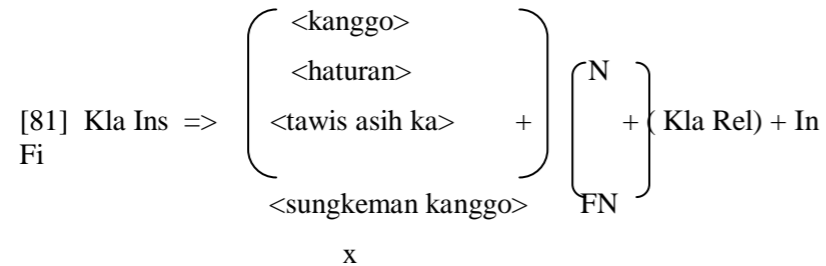 <kanggo>
<haturan> N
[81] Kla Ins => <tawis asih ka> + + ( Kla Rel) + In
Fi
<sungkeman kanggo> FN
x